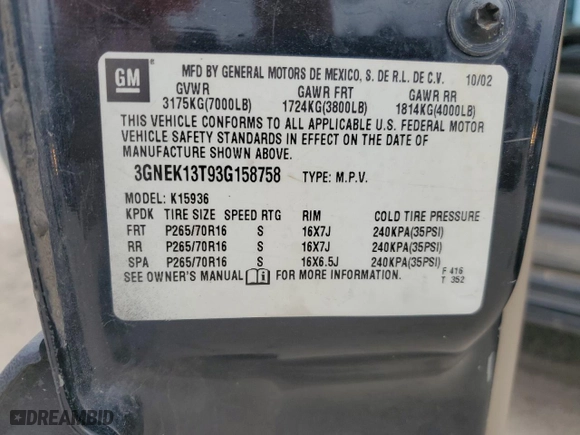 GM
MFD BY GENERAL MOTORS DE MEXICO, S. DE R.L. DE C.V. 10/02
GVWR GAWR FRT GAWR RR
3175KG(7000LB) 1724KG(3800LB) 1814KG(4000LB)
THIS VEHICLE CONFORMS TO ALL APPLICABLE U.S. FEDERAL MOTOR
VEHICLE SAFETY STANDARDS IN EFFECT ON THE DATE OF
MANUFACTURE SHOWN ABOVE.
3GNEK13T93G158758 TYPE: M.P.V.
MODEL: K15936
KPDK TIRE SIZE SPEED RTG RIM COLD TIRE PRESSURE
FRT P265/70R16 S 16X7J 240KPA(35PSI)
RR P265/70R16 S 16X7J 240KPA(35PSI)
SPA P265/70R16 S 16X6.5J 240KPA(35PSI)
SEE OWNER'S MANUAL FOR MORE INFORMATION. F 416
T 352
DREAMBID